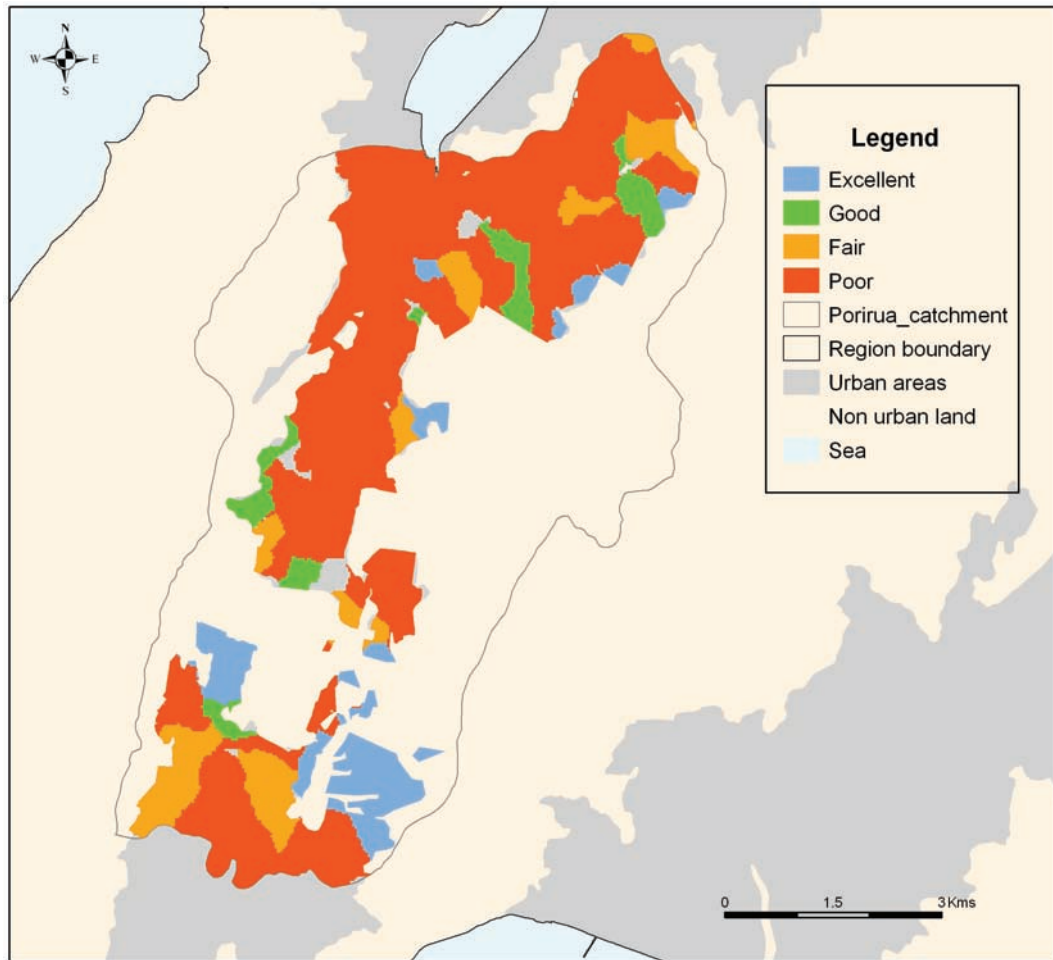 N
W E
S
Legend
Excellent
Good
Fair
Poor
Porirua_catchment
Region boundary
Urban areas
Non urban land
Sea
0 1.5 3 Kms